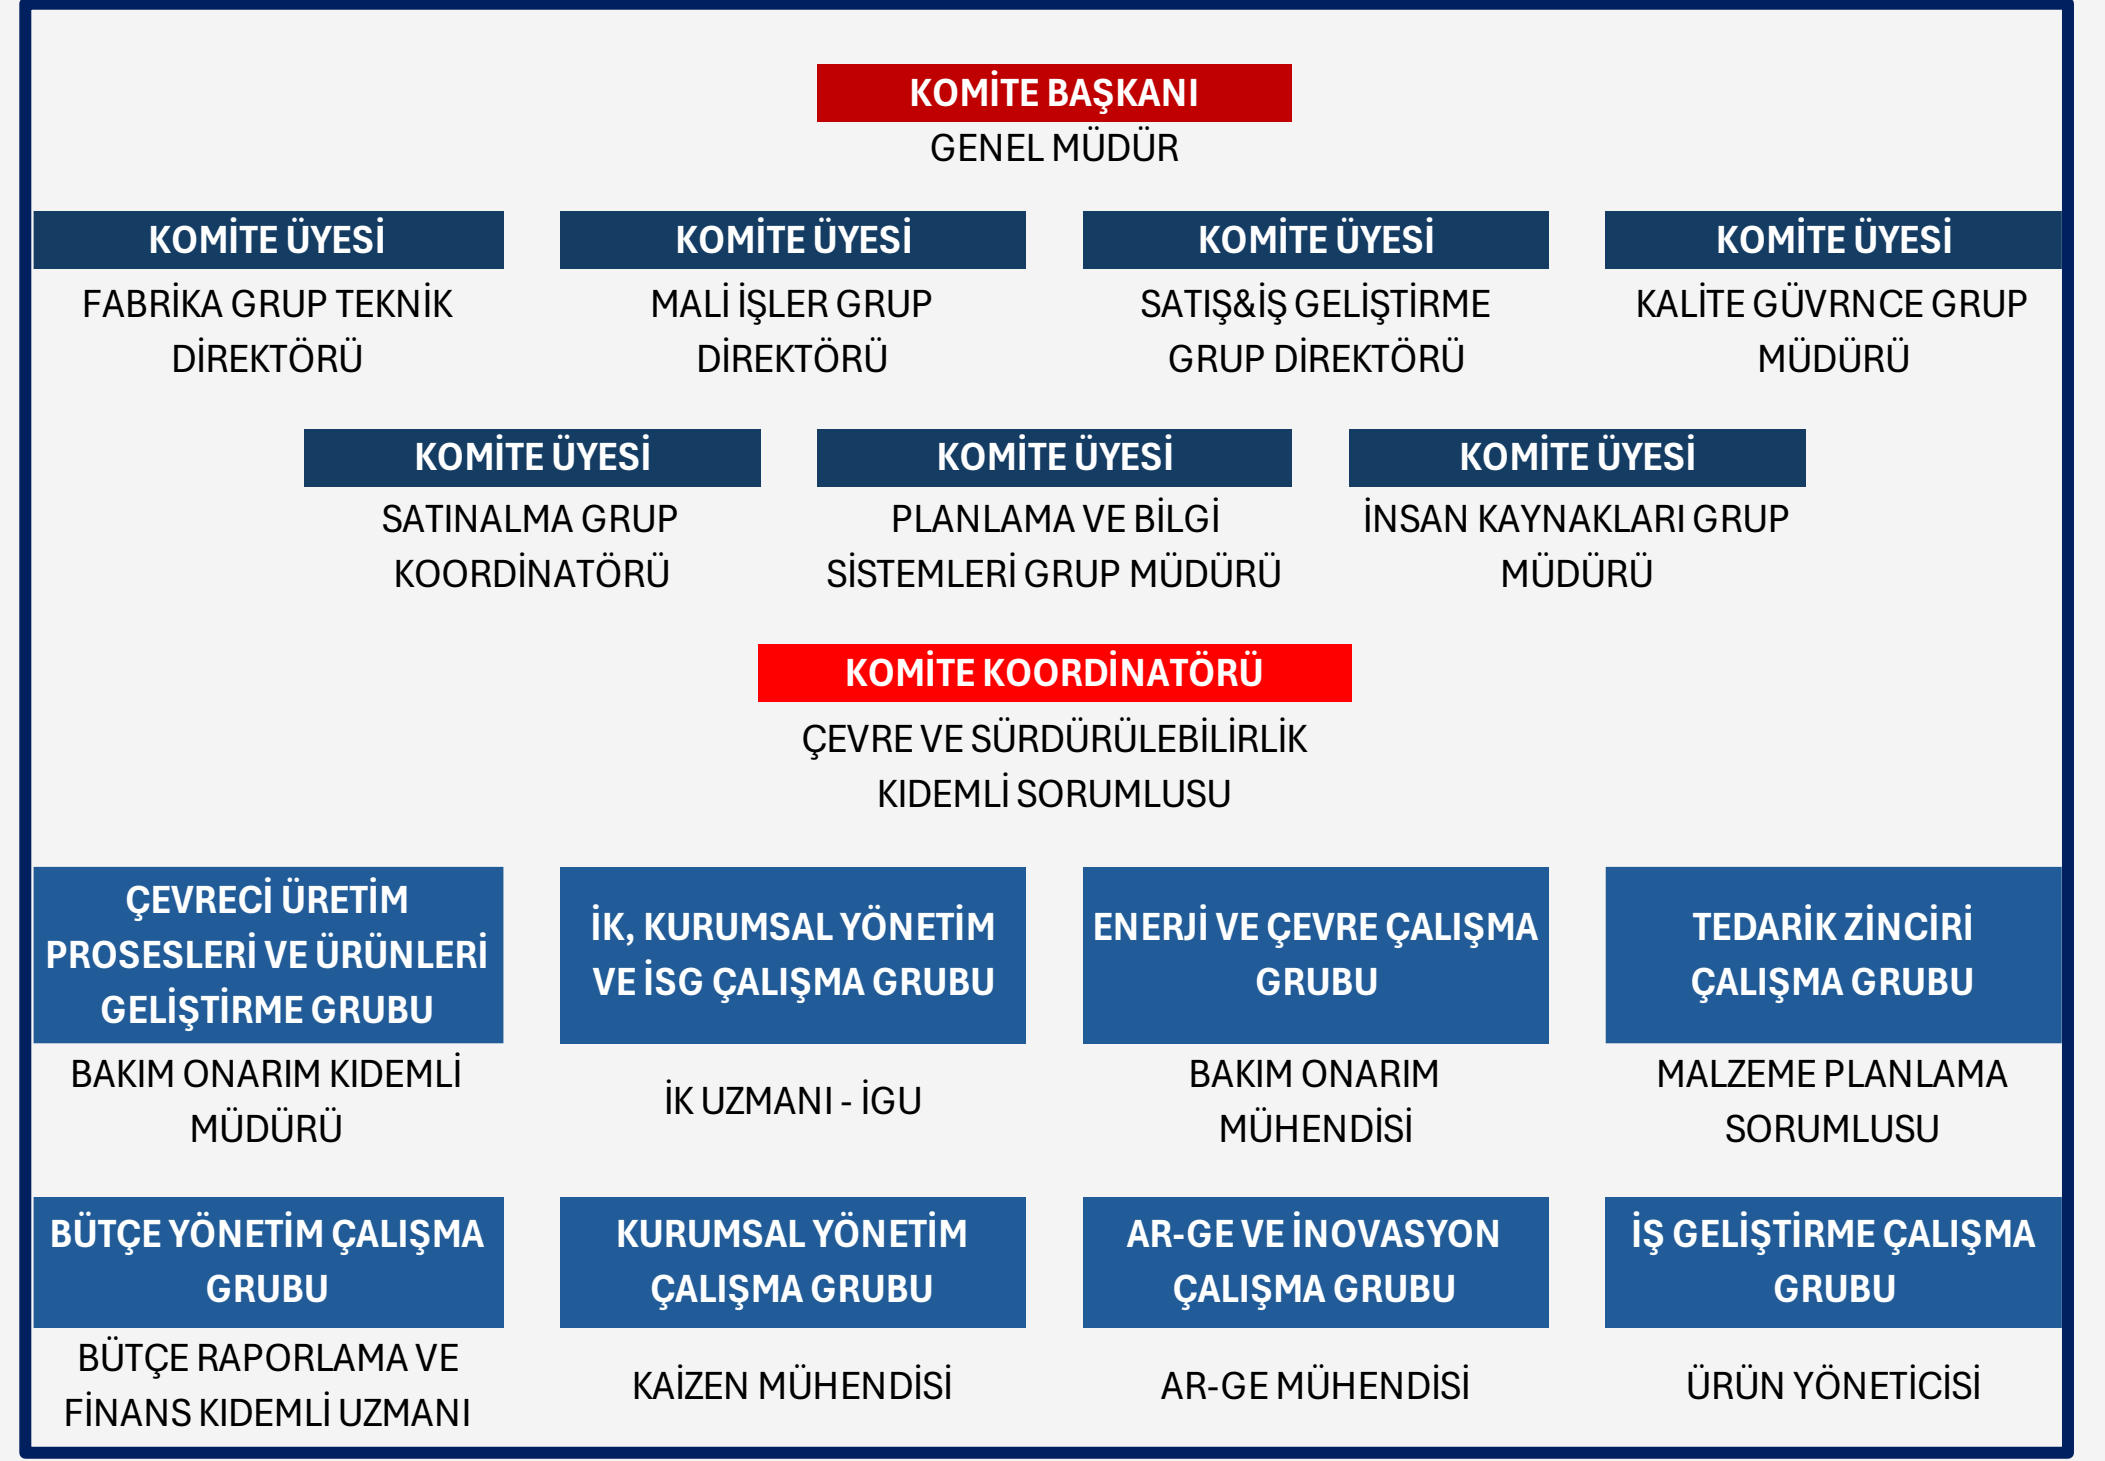 KOMİTE BAŞKANI
GENEL MÜDÜR
KOMİTE ÜYESİ
FABRİKA GRUP TEKNİK
DİREKTÖRÜ
KOMİTE ÜYESİ
MALİ İŞLER GRUP
DİREKTÖRÜ
KOMİTE ÜYESİ
SATIŞ&İŞ GELİŞTİRME
GRUP DİREKTÖRÜ
KOMİTE ÜYESİ
KALİTE GÜVRNCE GRUP
MÜDÜRÜ
KOMİTE ÜYESİ
SATINALMA GRUP
KOORDİNATÖRÜ
KOMİTE ÜYESİ
PLANLAMA VE BİLGİ
SİSTEMLERİ GRUP MÜDÜRÜ
KOMİTE ÜYESİ
İNSAN KAYNAKLARI GRUP
MÜDÜRÜ
KOMİTE KOORDİNATÖRÜ
ÇEVRE VE SÜRDÜRÜLEBİLİRLİK
KIDEMLİ SORUMLUSU
ÇEVRECİ ÜRETİM
PROSESLERİ VE ÜRÜNLERİ
GELİŞTİRME GRUBU
BAKIM ONARIM KIDEMLİ
MÜDÜRÜ
İK, KURUMSAL YÖNETİM
VE İSG ÇALIŞMA GRUBU
İK UZMANI - İGU
ENERJİ VE ÇEVRE ÇALIŞMA
GRUBU
BAKIM ONARIM
MÜHENDİSİ
TEDARİK ZİNCİRİ
ÇALIŞMA GRUBU
MALZEME PLANLAMA
SORUMLUSU
BÜTÇE YÖNETİM ÇALIŞMA
GRUBU
BÜTÇE RAPORLAMA VE
FİNANS KIDEMLİ UZMANI
KURUMSAL YÖNETİM
ÇALIŞMA GRUBU
KAİZEN MÜHENDİSİ
AR-GE VE İNOVASYON
ÇALIŞMA GRUBU
AR-GE MÜHENDİSİ
İŞ GELİŞTİRME ÇALIŞMA
GRUBU
ÜRÜN YÖNETİCİSİ